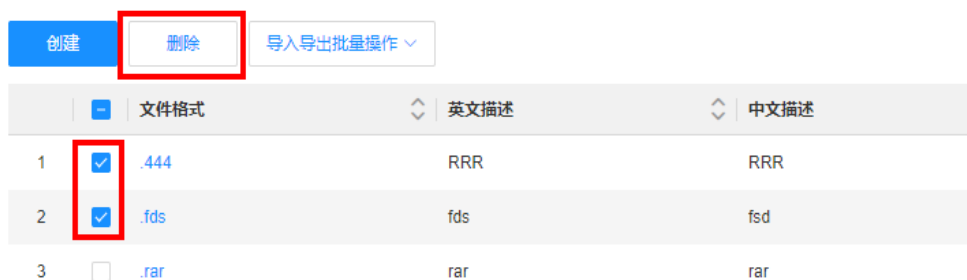 创建 删除 导入导出批量操作
文件格式 英文描述 中文描述
1 .444 RRR RRR
2 .fds fds fsd
3 .rar rar rar